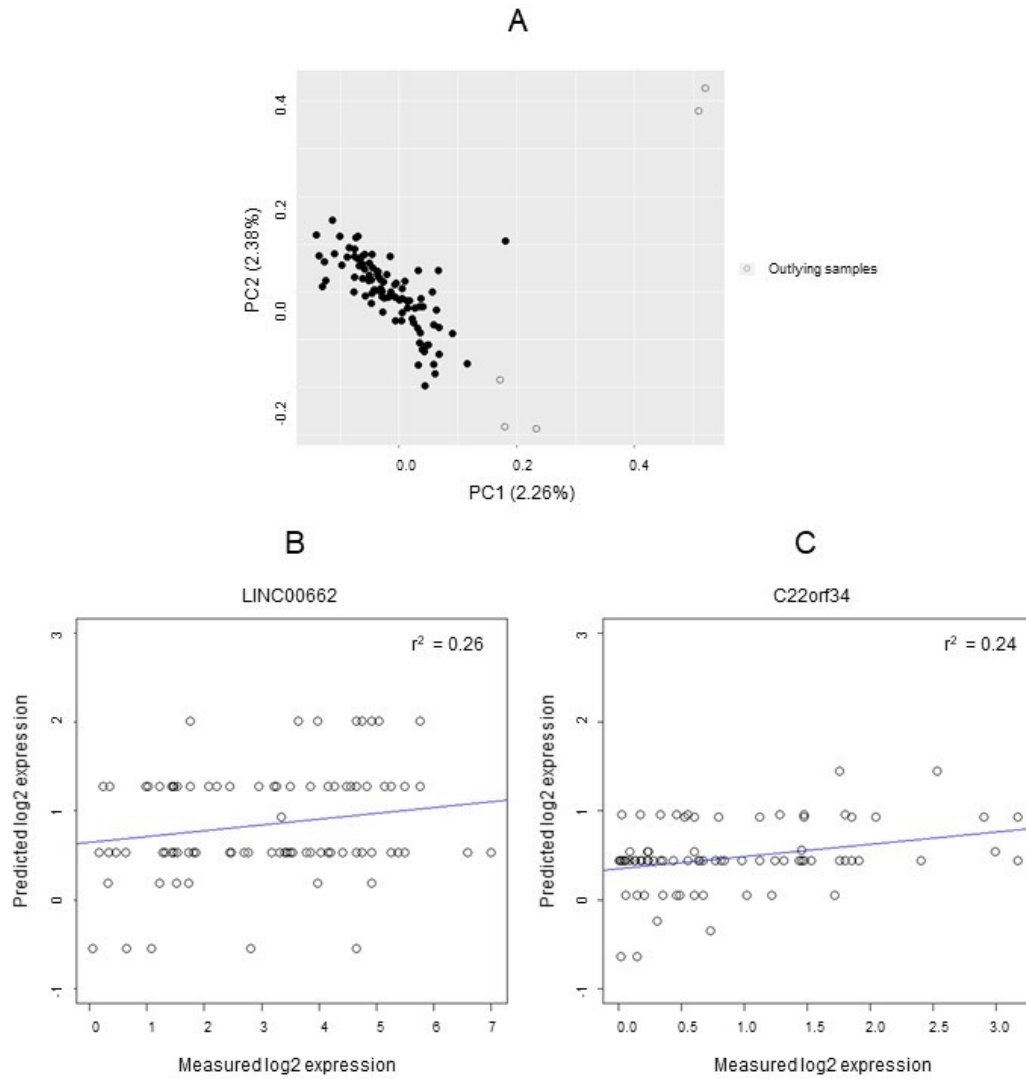 A
0.4
0.2
0.0
-0.2
PC2 (2.38%)
0.0 0.2 0.4
PC1 (2.26%)
Outlying samples
B
LINC00662
r² = 0.26
3
2
1
0
-1
Predicted log2 expression
0 1 2 3 4 5 6 7
Measured log2 expression
C
C22orf34
r² = 0.24
3
2
1
0
-1
Predicted log2 expression
0.0 0.5 1.0 1.5 2.0 2.5 3.0
Measured log2 expression